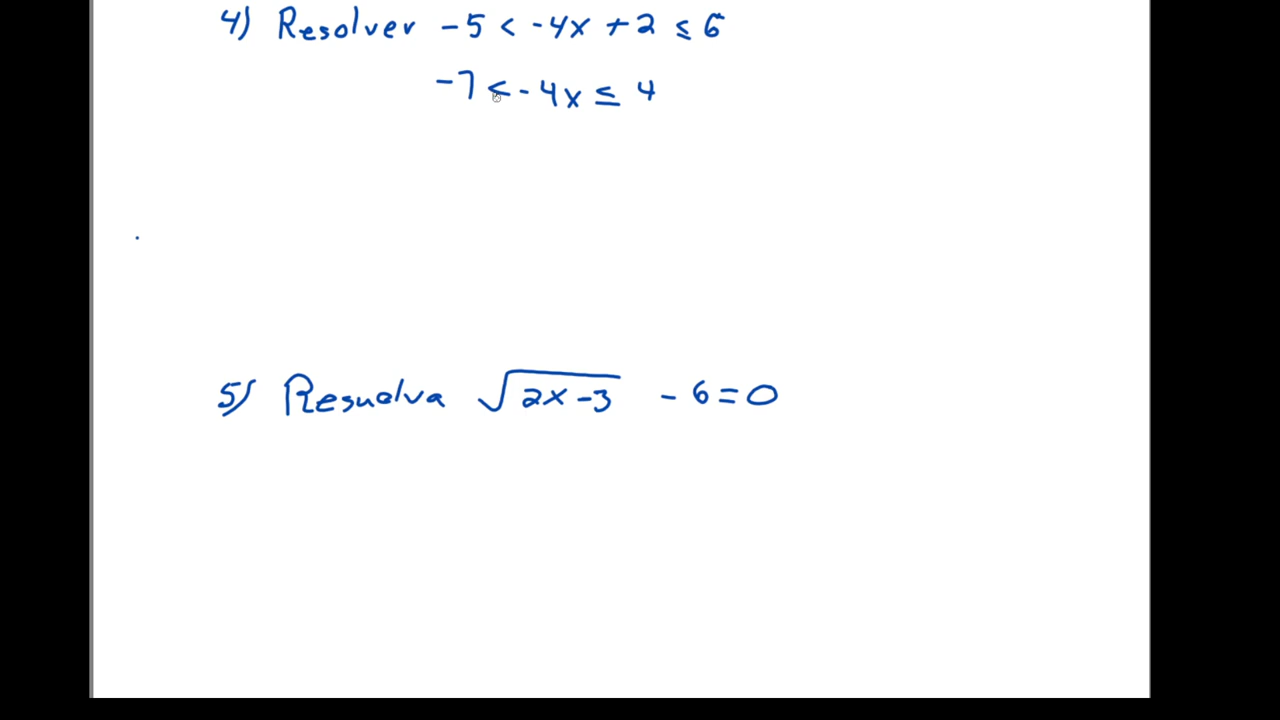 4) Resolver -5 < -4x + 2 ≤ 6
-7 < -4x ≤ 4
5) Resuelva √(2x-3) - 6 = 0